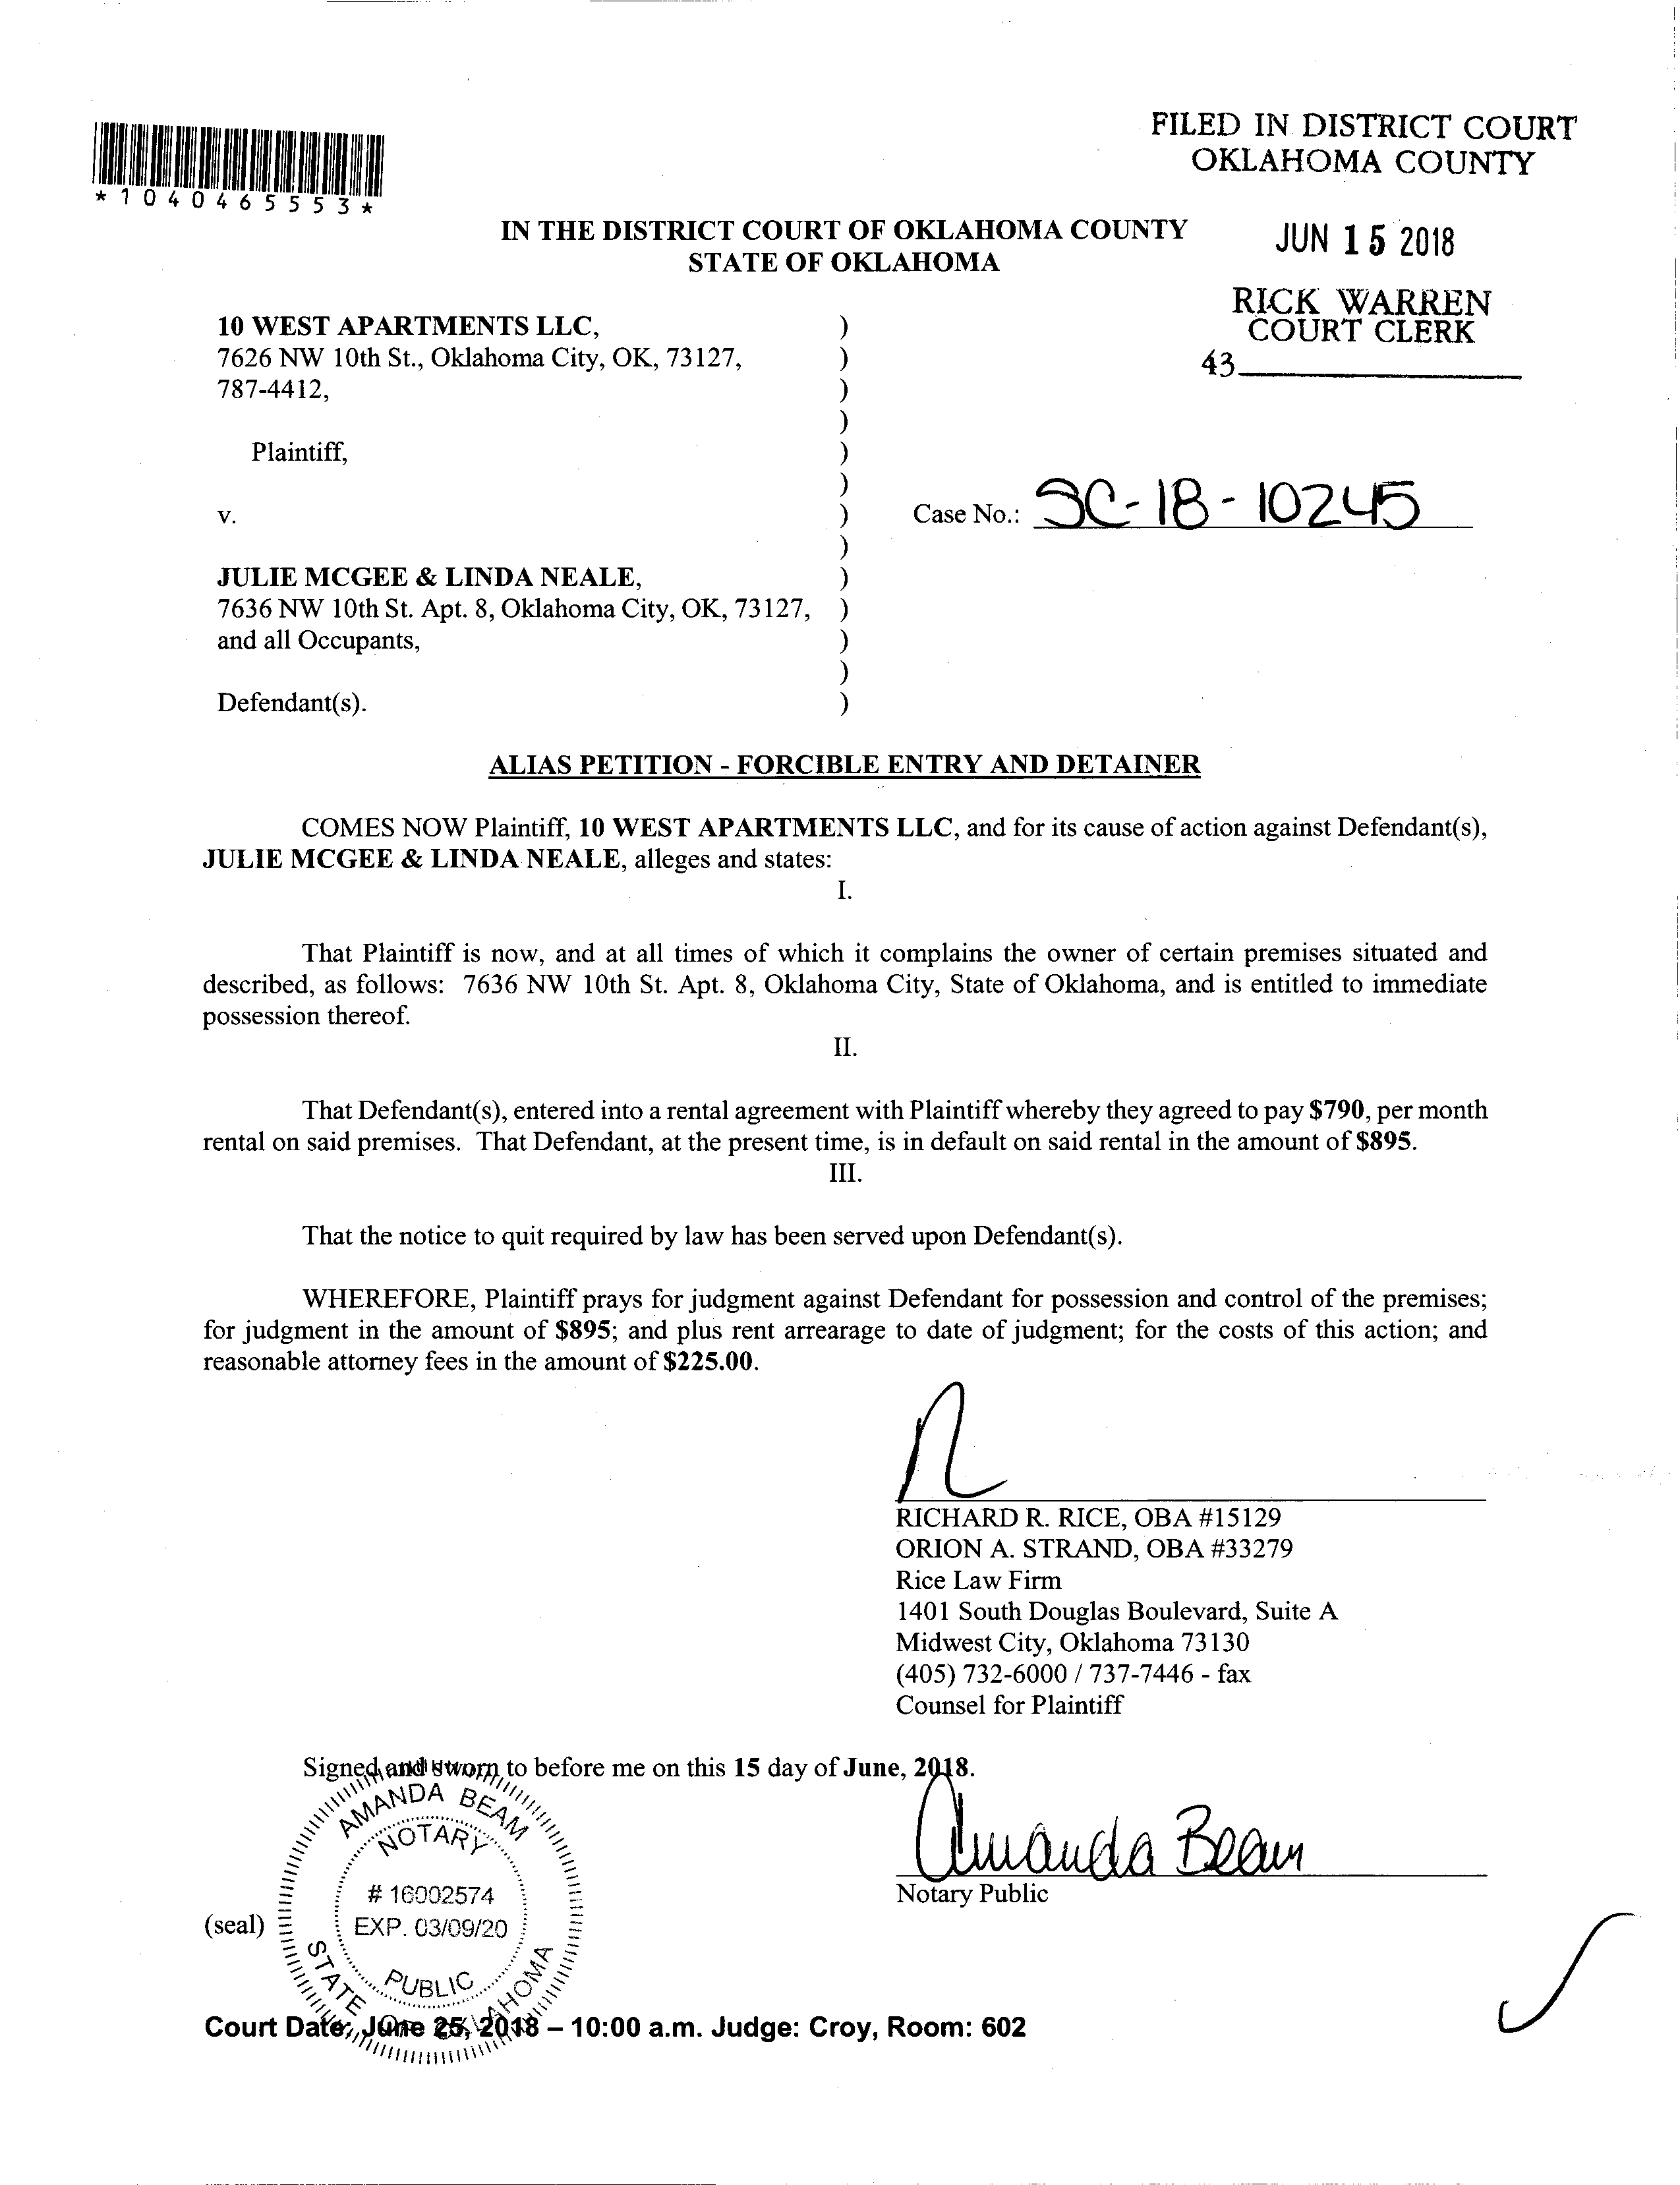 FILED IN DISTRICT COURT
OKLAHOMA COUNTY
*1040465553*
IN THE DISTRICT COURT OF OKLAHOMA COUNTY
STATE OF OKLAHOMA
JUN 15 2018
RICK WARREN
COURT CLERK
43
10 WEST APARTMENTS LLC, )
7626 NW 10th St., Oklahoma City, OK, 73127, )
787-4412, )
)
Plaintiff, )
)
v. ) Case No.: SC-18-10245
)
JULIE MCGEE & LINDA NEALE, )
7636 NW 10th St. Apt. 8, Oklahoma City, OK, 73127, )
and all Occupants, )
)
Defendant(s). )
ALIAS PETITION - FORCIBLE ENTRY AND DETAINER
COMES NOW Plaintiff, 10 WEST APARTMENTS LLC, and for its cause of action against Defendant(s),
JULIE MCGEE & LINDA NEALE, alleges and states:
I.
That Plaintiff is now, and at all times of which it complains the owner of certain premises situated and
described, as follows: 7636 NW 10th St. Apt. 8, Oklahoma City, State of Oklahoma, and is entitled to immediate
possession thereof.
II.
That Defendant(s), entered into a rental agreement with Plaintiff whereby they agreed to pay $790, per month
rental on said premises. That Defendant, at the present time, is in default on said rental in the amount of $895.
III.
That the notice to quit required by law has been served upon Defendant(s).
WHEREFORE, Plaintiff prays for judgment against Defendant for possession and control of the premises;
for judgment in the amount of $895; and plus rent arrearage to date of judgment; for the costs of this action; and
reasonable attorney fees in the amount of $225.00.
RICHARD R. RICE, OBA #15129
ORION A. STRAND, OBA #33279
Rice Law Firm
1401 South Douglas Boulevard, Suite A
Midwest City, Oklahoma 73130
(405) 732-6000 / 737-7446 - fax
Counsel for Plaintiff
Signed and sworn to before me on this 15 day of June, 2018.
AMANDA BEAM
NOTARY
# 16002574
EXP. 03/09/20
PUBLIC
STATE OF OKLAHOMA
Amanda Beam
Notary Public
(seal)
Court Date: June 25, 2018 – 10:00 a.m. Judge: Croy, Room: 602